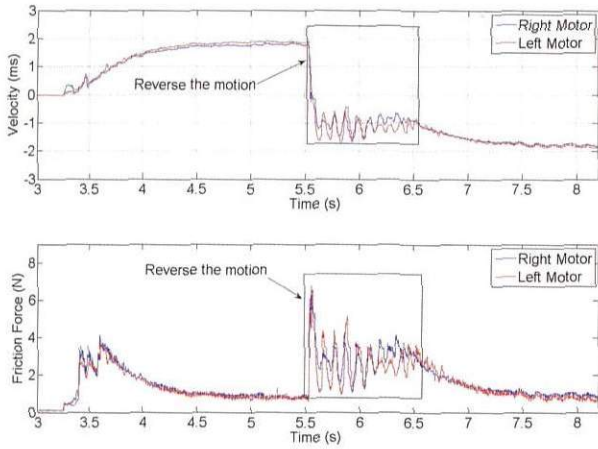 3
2
1
0
-1
-2
-3
Velocity (ms)
Reverse the motion
Right Motor
Left Motor
3 3.5 4 4.5 5 5.5 6 6.5 7 7.5 8
Time (s)
8
6
4
2
0
Friction Force (N)
Reverse the motion
Right Motor
Left Motor
3 3.5 4 4.5 5 5.5 6 6.5 7 7.5 8
Time (s)